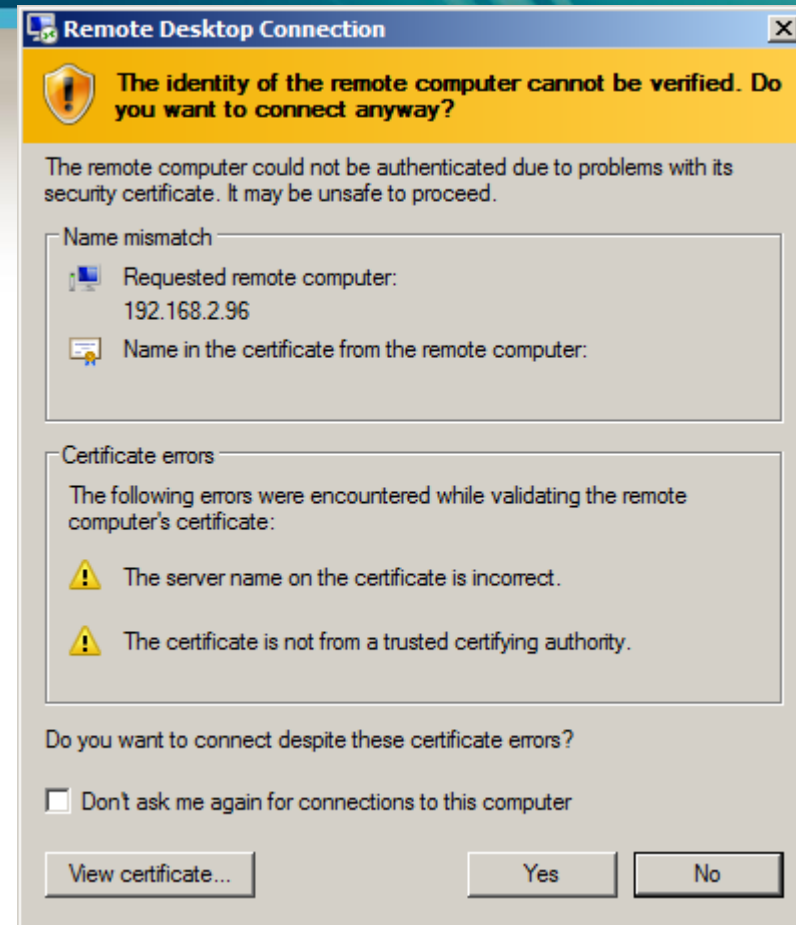 Remote Desktop Connection
The identity of the remote computer cannot be verified. Do
you want to connect anyway?
The remote computer could not be authenticated due to problems with its
security certificate. It may be unsafe to proceed.
Name mismatch
Requested remote computer:
192.168.2.96
Name in the certificate from the remote computer:
Certificate errors
The following errors were encountered while validating the remote
computer's certificate:
The server name on the certificate is incorrect.
The certificate is not from a trusted certifying authority.
Do you want to connect despite these certificate errors?
Don't ask me again for connections to this computer
View certificate...
Yes
No